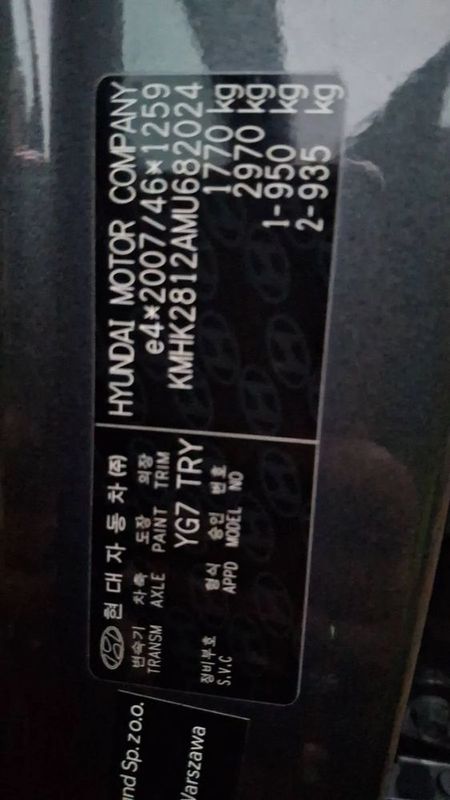 현대자동차(주)
변속기 차축 도장 외장
TRANSM AXLE PAINT TRIM
YG7 TRY
형식 승인 번호
APPD MODEL NO
장비부호
S.V.C
HYUNDAI MOTOR COMPANY
e4*2007/46*1259
KMHK2812AMU682024
1770 kg
2970 kg
1-950 kg
2-935 kg
Sp. z o.o.
Warszawa